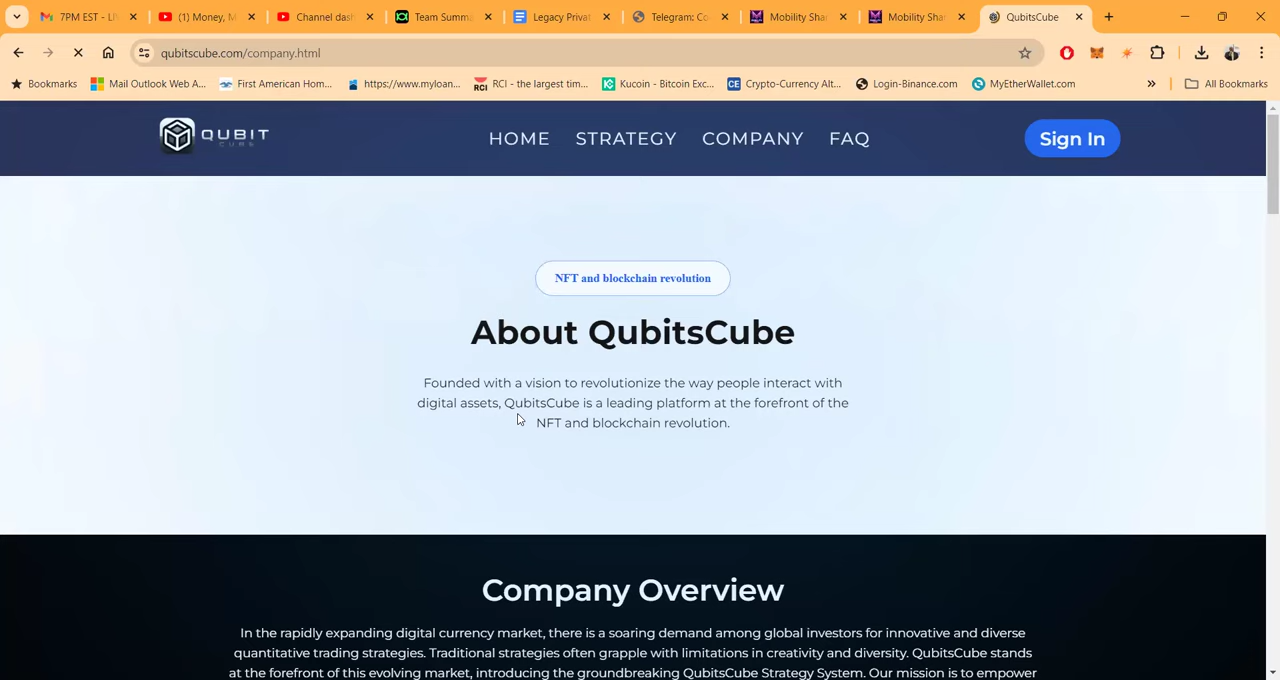 7PM EST - LI
(1) Money, M
Channel dash
Team Summa
Legacy Privat
Telegram: Co
Mobility Sha
Mobility Sha
QubitsCube
qubitscube.com/company.html
Bookmarks
Mail Outlook Web A...
First American Hom...
https://www.myloan...
RCI - the largest tim...
Kucoin - Bitcoin Exc...
Crypto-Currency Alt...
Login-Binance.com
MyEtherWallet.com
»
All Bookmarks
QUBIT
CUBE
HOME
STRATEGY
COMPANY
FAQ
Sign In
NFT and blockchain revolution
About QubitsCube
Founded with a vision to revolutionize the way people interact with
digital assets, QubitsCube is a leading platform at the forefront of the
NFT and blockchain revolution.
Company Overview
In the rapidly expanding digital currency market, there is a soaring demand among global investors for innovative and diverse
quantitative trading strategies. Traditional strategies often grapple with limitations in creativity and diversity. QubitsCube stands
at the forefront of this evolving market, introducing the groundbreaking QubitsCube Strategy System. Our mission is to empower